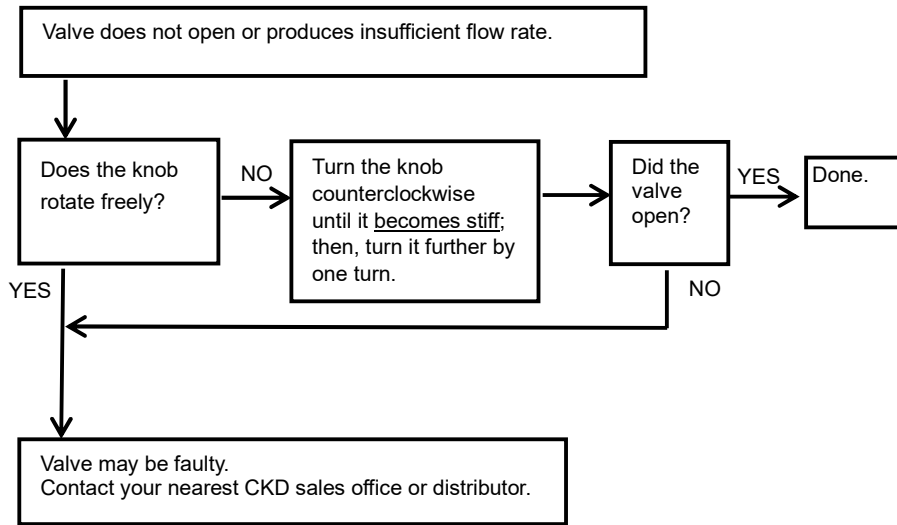 Valve does not open or produces insufficient flow rate.
Does the knob
rotate freely?
NO
Turn the knob
counterclockwise
until it becomes stiff;
then, turn it further by
one turn.
Did the
valve
open?
YES
Done.
YES
NO
Valve may be faulty.
Contact your nearest CKD sales office or distributor.